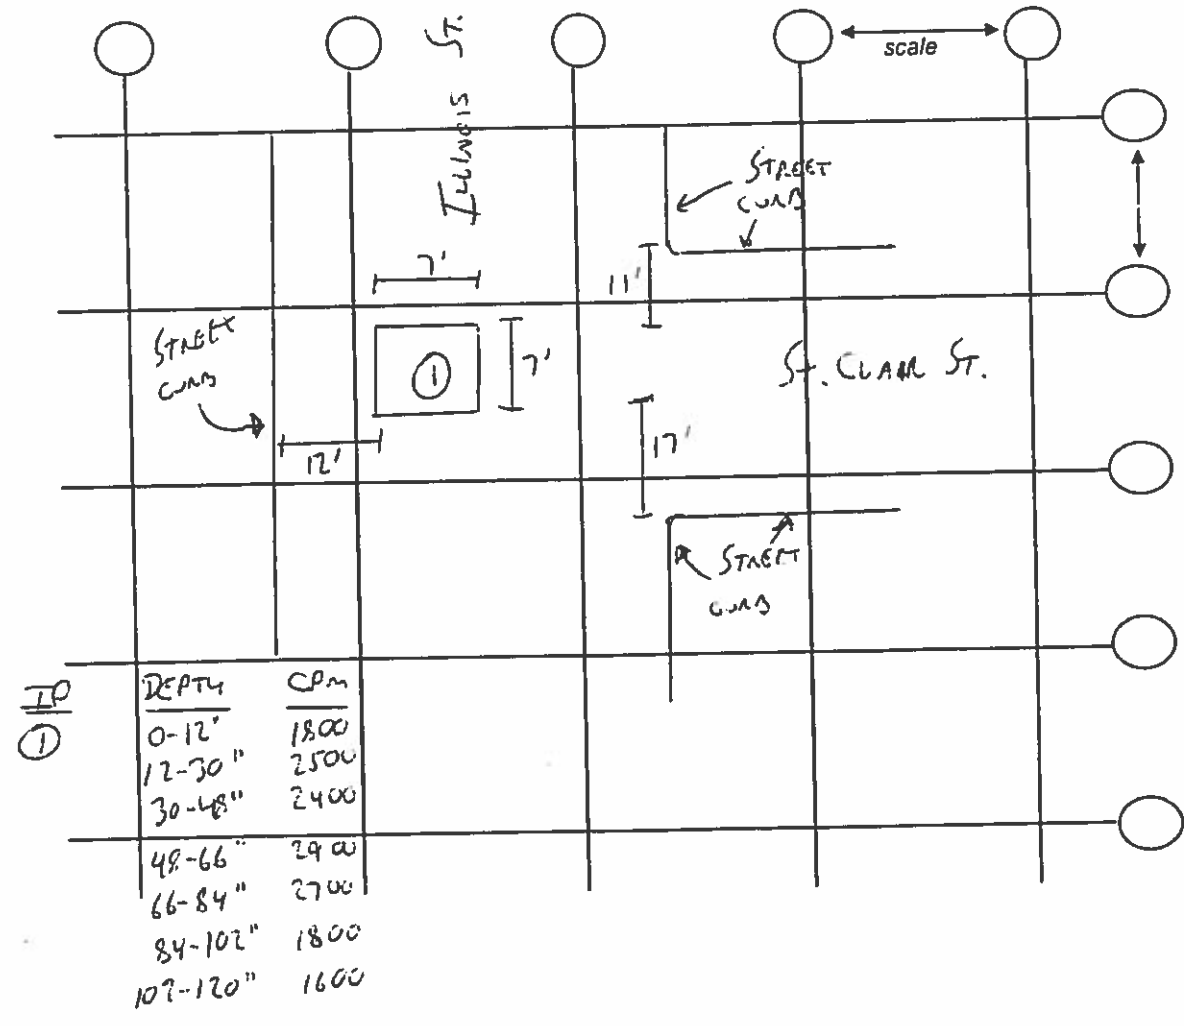 ILLINOIS ST.
scale
STREET
CURB
7'
11'
STREET
CURB
1
7'
ST. CLAIR ST.
12'
17'
STREET
CURB
ID
1
DEPTH CPM
0-12" 1800
12-30" 2500
30-48" 2400
48-66" 2900
66-84" 2700
84-102" 1800
102-120" 1600